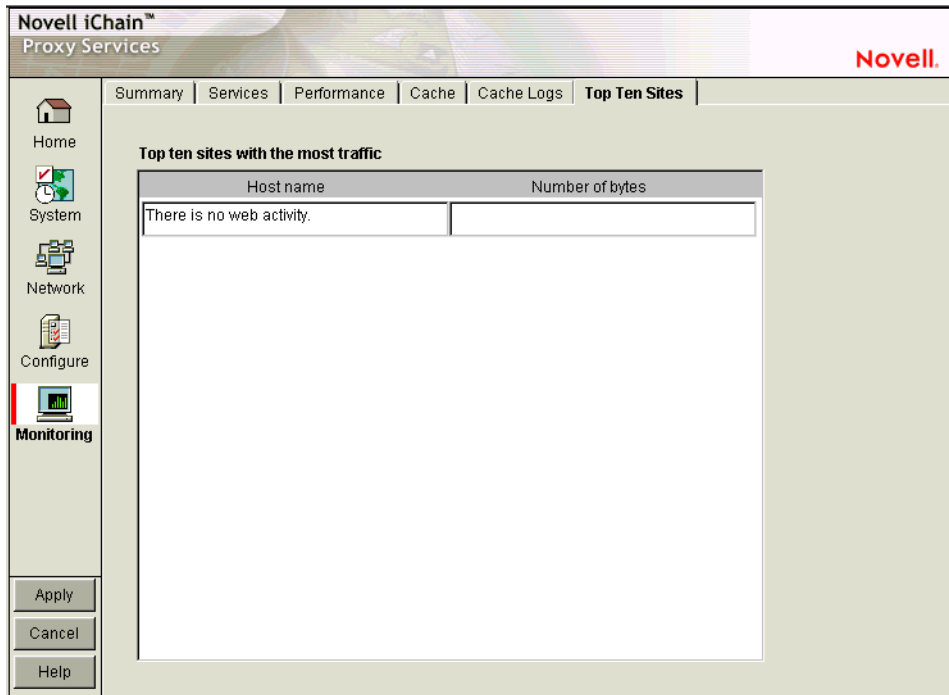 Novell iChain™
Proxy Services
Novell.
Summary
Services
Performance
Cache
Cache Logs
Top Ten Sites
Home
System
Network
Configure
Monitoring
Top ten sites with the most traffic
Host name
Number of bytes
There is no web activity.
Apply
Cancel
Help